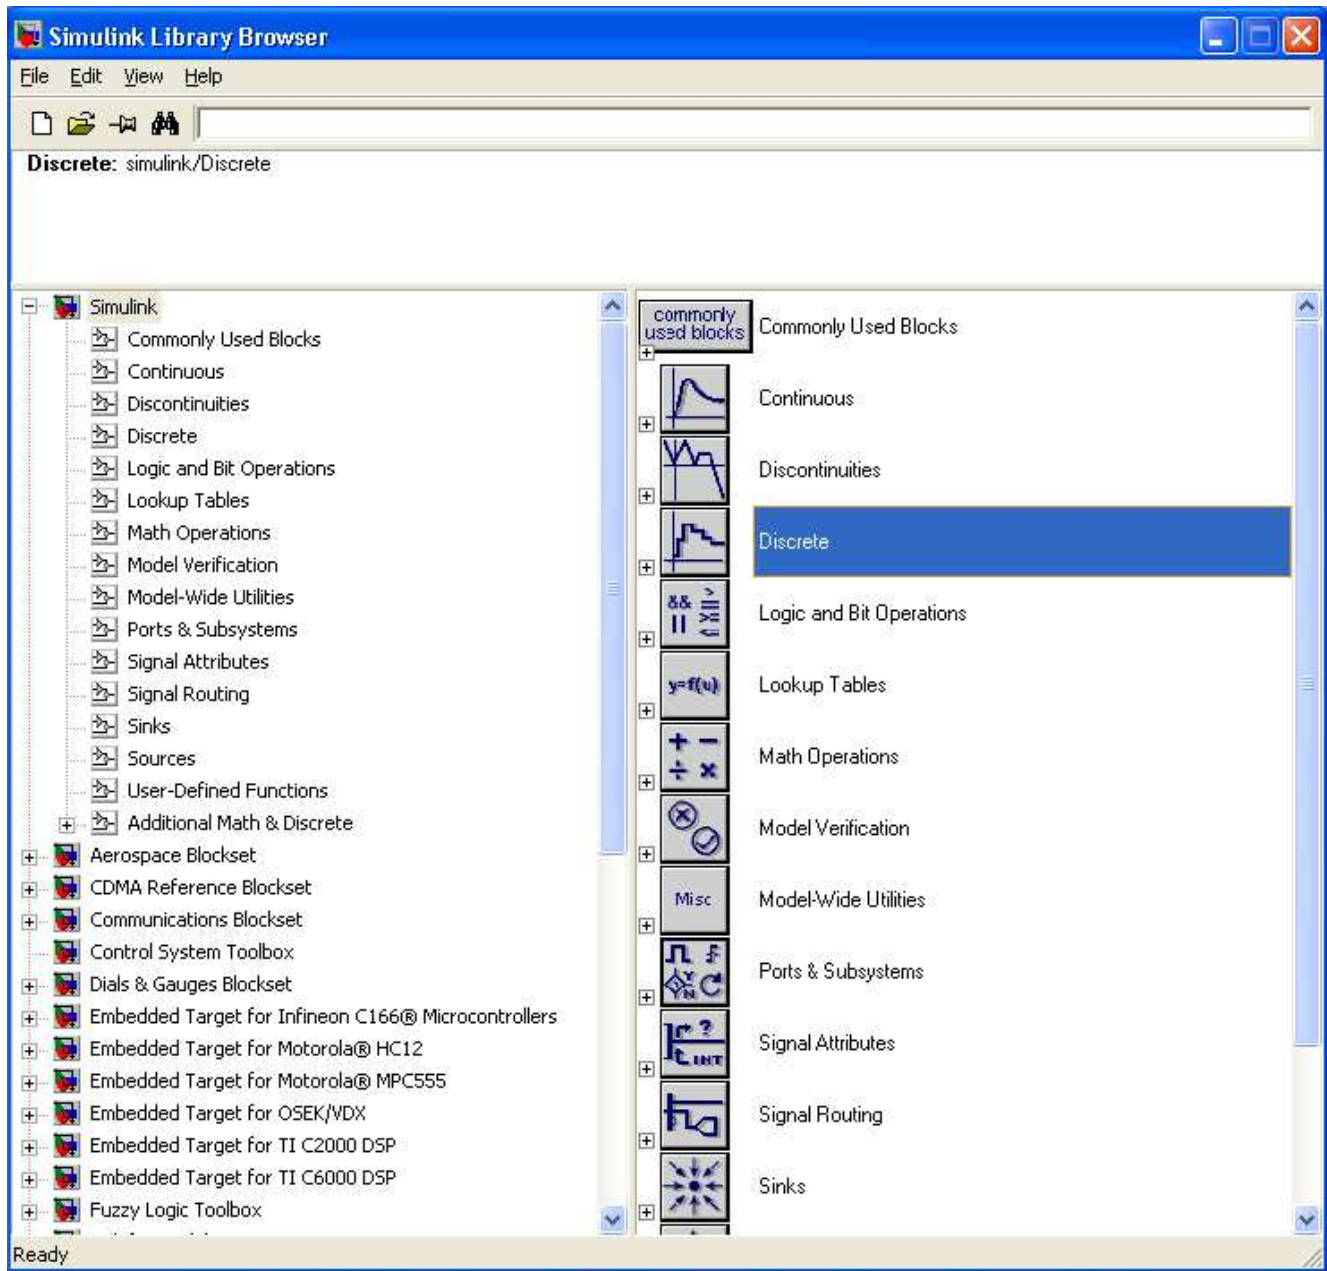 Simulink Library Browser
File Edit View Help
Discrete: simulink/Discrete
Simulink
Commonly Used Blocks
Continuous
Discontinuities
Discrete
Logic and Bit Operations
Lookup Tables
Math Operations
Model Verification
Model-Wide Utilities
Ports & Subsystems
Signal Attributes
Signal Routing
Sinks
Sources
User-Defined Functions
Additional Math & Discrete
Aerospace Blockset
CDMA Reference Blockset
Communications Blockset
Control System Toolbox
Dials & Gauges Blockset
Embedded Target for Infineon C166® Microcontrollers
Embedded Target for Motorola® HC12
Embedded Target for Motorola® MPC555
Embedded Target for OSEK/VDX
Embedded Target for TI C2000 DSP
Embedded Target for TI C6000 DSP
Fuzzy Logic Toolbox
commonly
used blocks
Commonly Used Blocks
Continuous
Discontinuities
Discrete
&& > =
|| >= <=
Logic and Bit Operations
y=f(u)
Lookup Tables
+ −
÷ ×
Math Operations
Model Verification
Misc
Model-Wide Utilities
Y
N
Ports & Subsystems
?
t INT
Signal Attributes
Signal Routing
Sinks
Ready